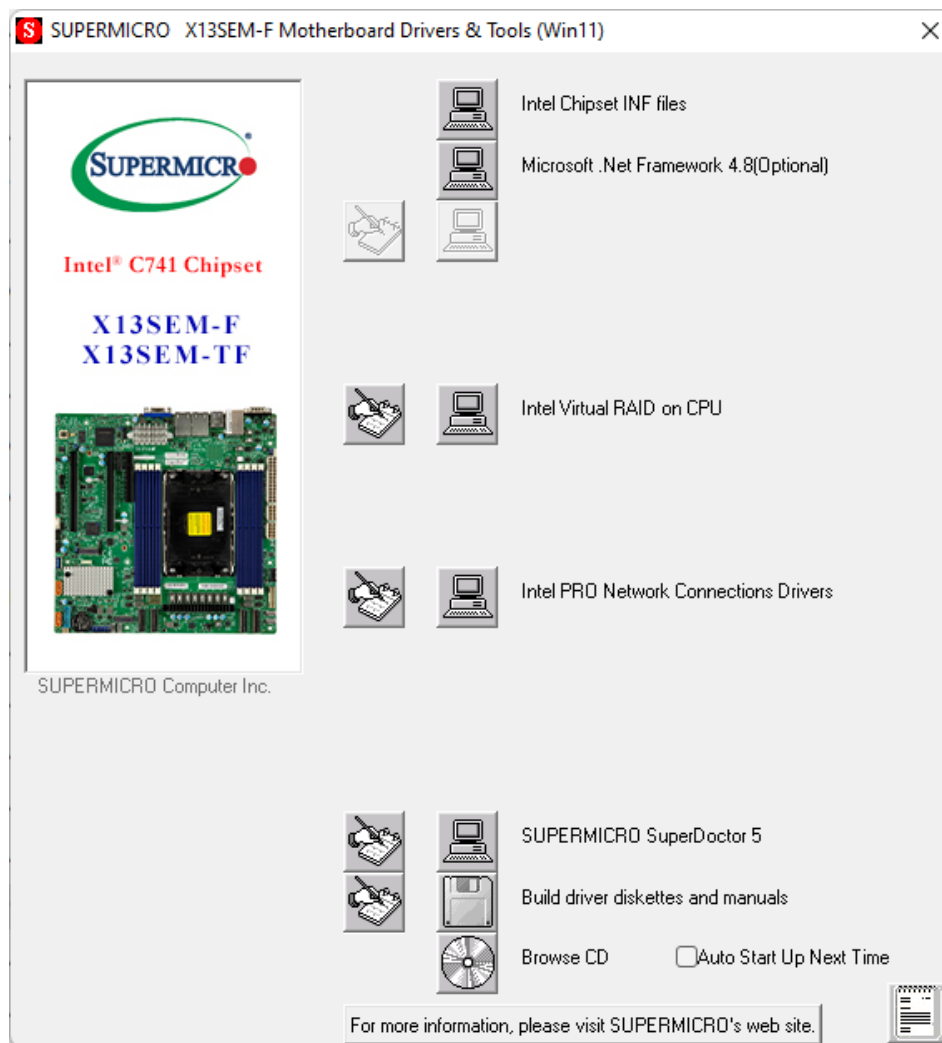 S SUPERMICRO X13SEM-F Motherboard Drivers & Tools (Win11)
SUPERMICR
Intel® C741 Chipset
X13SEM-F
X13SEM-TF
SUPERMICRO Computer Inc.
Intel Chipset INF files
Microsoft .Net Framework 4.8(Optional)
Intel Virtual RAID on CPU
Intel PRO Network Connections Drivers
SUPERMICRO SuperDoctor 5
Build driver diskettes and manuals
Browse CD
Auto Start Up Next Time
For more information, please visit SUPERMICRO's web site.